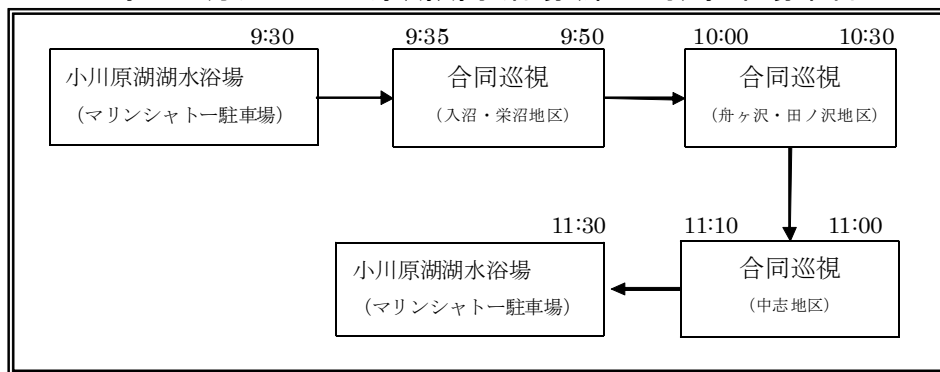 9:30 9:35 9:50 10:00 10:30
小川原湖湖水浴場
（マリンシャトー駐車場）
合同巡視
（入沼・栄沼地区）
合同巡視
（舟ヶ沢・田ノ沢地区）
11:30 11:10 11:00
小川原湖湖水浴場
（マリンシャトー駐車場）
合同巡視
（中志地区）